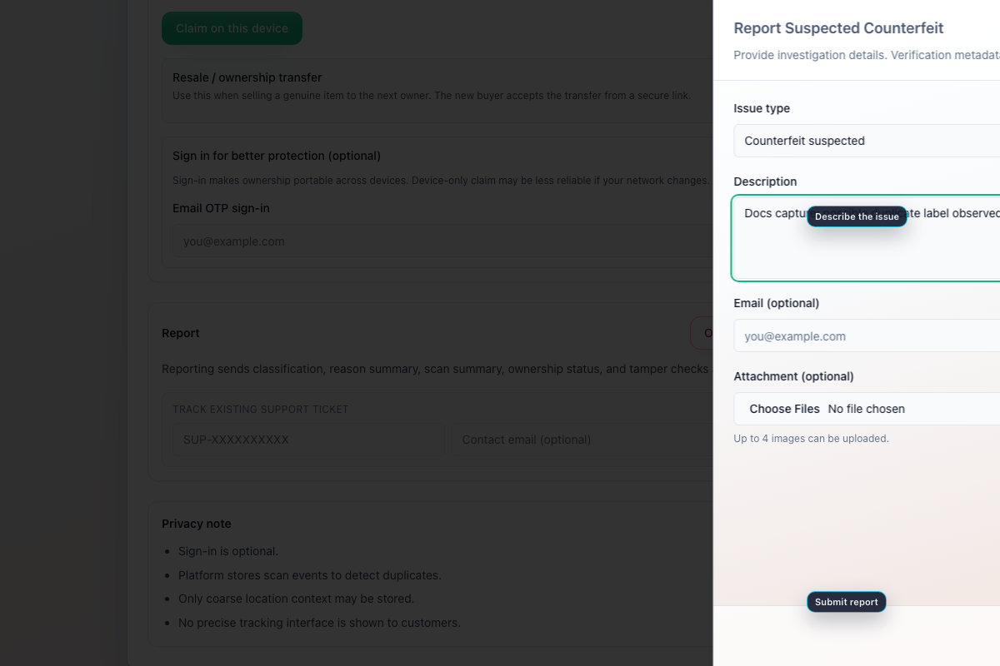 Claim on this device
Resale / ownership transfer
Use this when selling a genuine item to the next owner. The new buyer accepts the transfer from a secure link.
Sign in for better protection (optional)
Sign-in makes ownership portable across devices. Device-only claim may be less reliable if your network changes.
Email OTP sign-in
you@example.com
Report
O
Reporting sends classification, reason summary, scan summary, ownership status, and tamper checks
TRACK EXISTING SUPPORT TICKET
SUP-XXXXXXXXXX
Contact email (optional)
Privacy note
• Sign-in is optional.
• Platform stores scan events to detect duplicates.
• Only coarse location context may be stored.
• No precise tracking interface is shown to customers.
Report Suspected Counterfeit
Provide investigation details. Verification metadat
Issue type
Counterfeit suspected
Description
Docs captu ate label observed
Describe the issue
Email (optional)
you@example.com
Attachment (optional)
Choose Files No file chosen
Up to 4 images can be uploaded.
Submit report